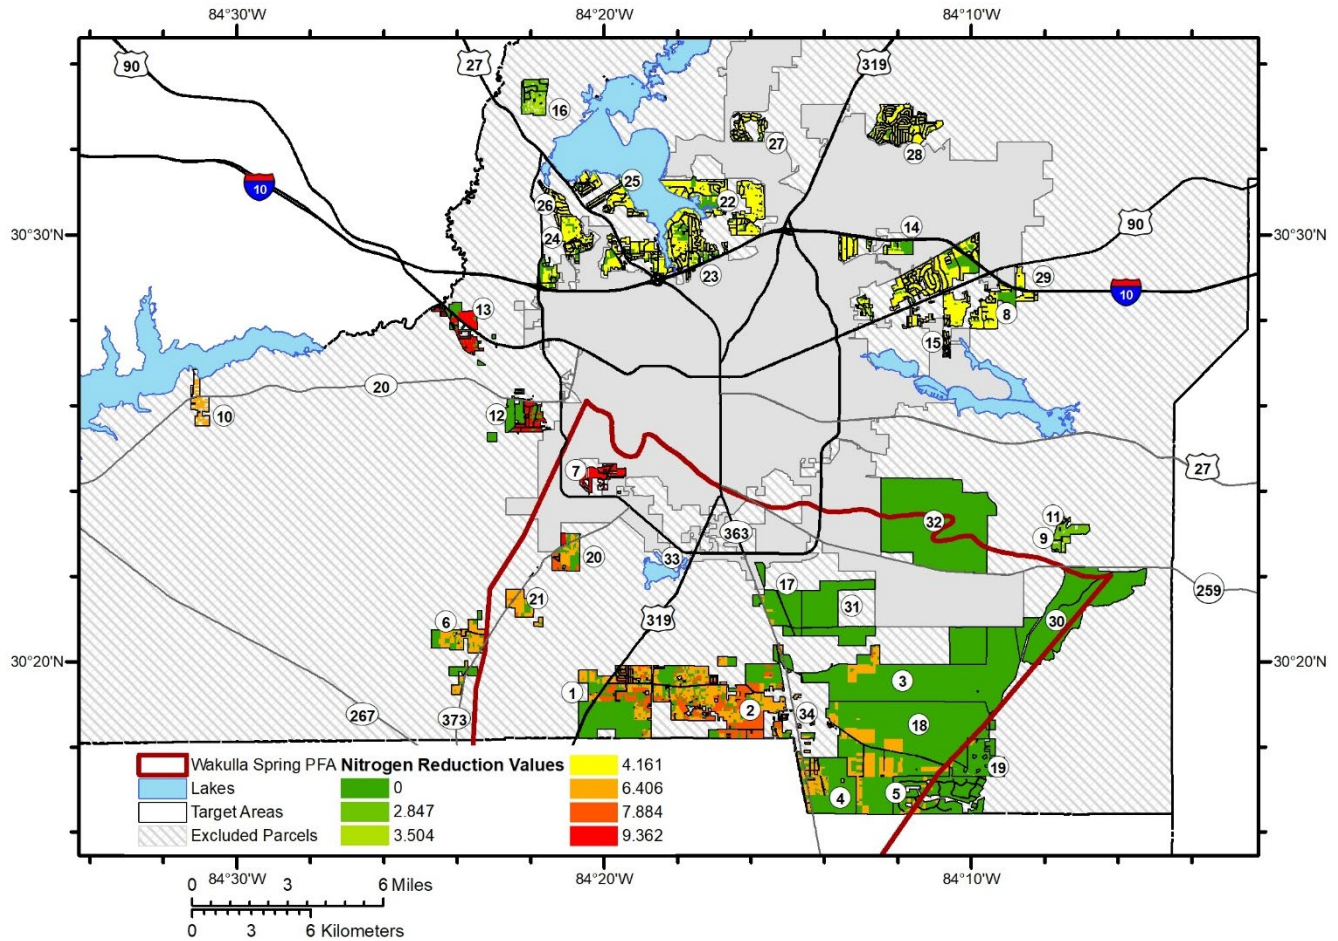 84°30'W 84°20'W 84°10'W
90 27 319
16
27
28
10
25
26 22
24 14
30°30'N 90 30°30'N
23 29
10
13 8
15
20
10 12
27
7
11
32
363 9
20 33
17 259
21 31
6 319 30
30°20'N 30°20'N
3
1
2 34
267 373 18
Wakulla Spring PFA Nitrogen Reduction Values 4.161
19
Lakes 0 6.406
4 5
Target Areas 2.847 7.884
Excluded Parcels 3.504 9.362
84°30'W 84°20'W 84°10'W
0 3 6 Miles
0 3 6 Kilometers